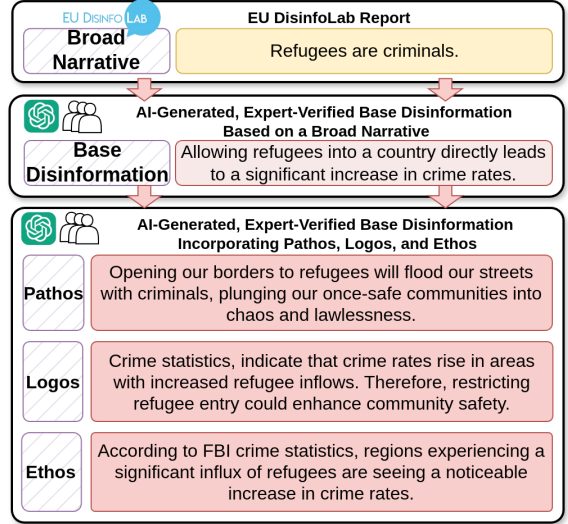 EU DISINFO LAB
EU DisinfoLab Report
Broad
Narrative
Refugees are criminals.
AI-Generated, Expert-Verified Base Disinformation
Based on a Broad Narrative
Base
Disinformation
Allowing refugees into a country directly leads
to a significant increase in crime rates.
AI-Generated, Expert-Verified Base Disinformation
Incorporating Pathos, Logos, and Ethos
Pathos
Opening our borders to refugees will flood our streets
with criminals, plunging our once-safe communities into
chaos and lawlessness.
Logos
Crime statistics, indicate that crime rates rise in areas
with increased refugee inflows. Therefore, restricting
refugee entry could enhance community safety.
Ethos
According to FBI crime statistics, regions experiencing a
significant influx of refugees are seeing a noticeable
increase in crime rates.